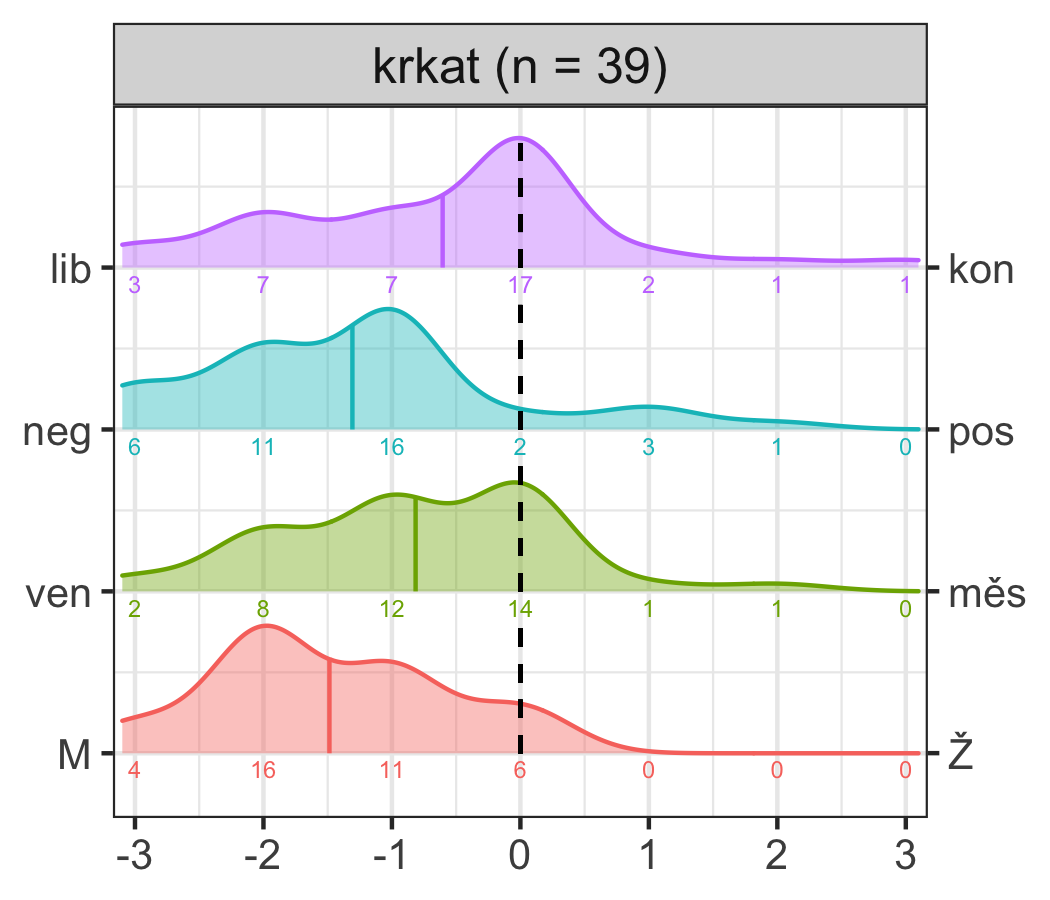 krkat (n = 39)
lib kon
3 7 7 17 2 1 1
neg pos
6 11 16 2 3 1 0
ven měs
2 8 12 14 1 1 0
M Ž
4 16 11 6 0 0 0
-3 -2 -1 0 1 2 3